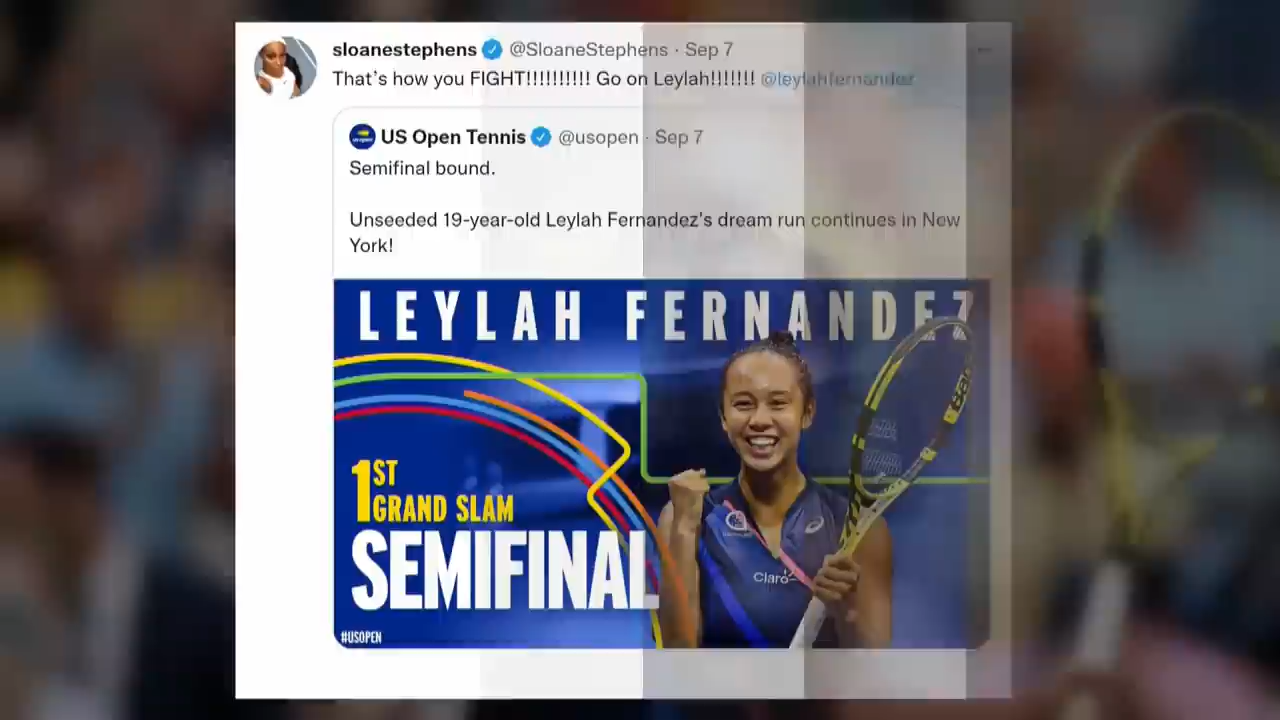 sloanestephens @SloaneStephens · Sep 7
That's how you FIGHT!!!!!!!!!! Go on Leylah!!!!!!! @leylahfernandez
US Open Tennis @usopen · Sep 7
Semifinal bound.
Unseeded 19-year-old Leylah Fernandez's dream run continues in New
York!
LEYLAH FERNANDEZ
1ST
GRAND SLAM
SEMIFINAL
Claro
#USOPEN